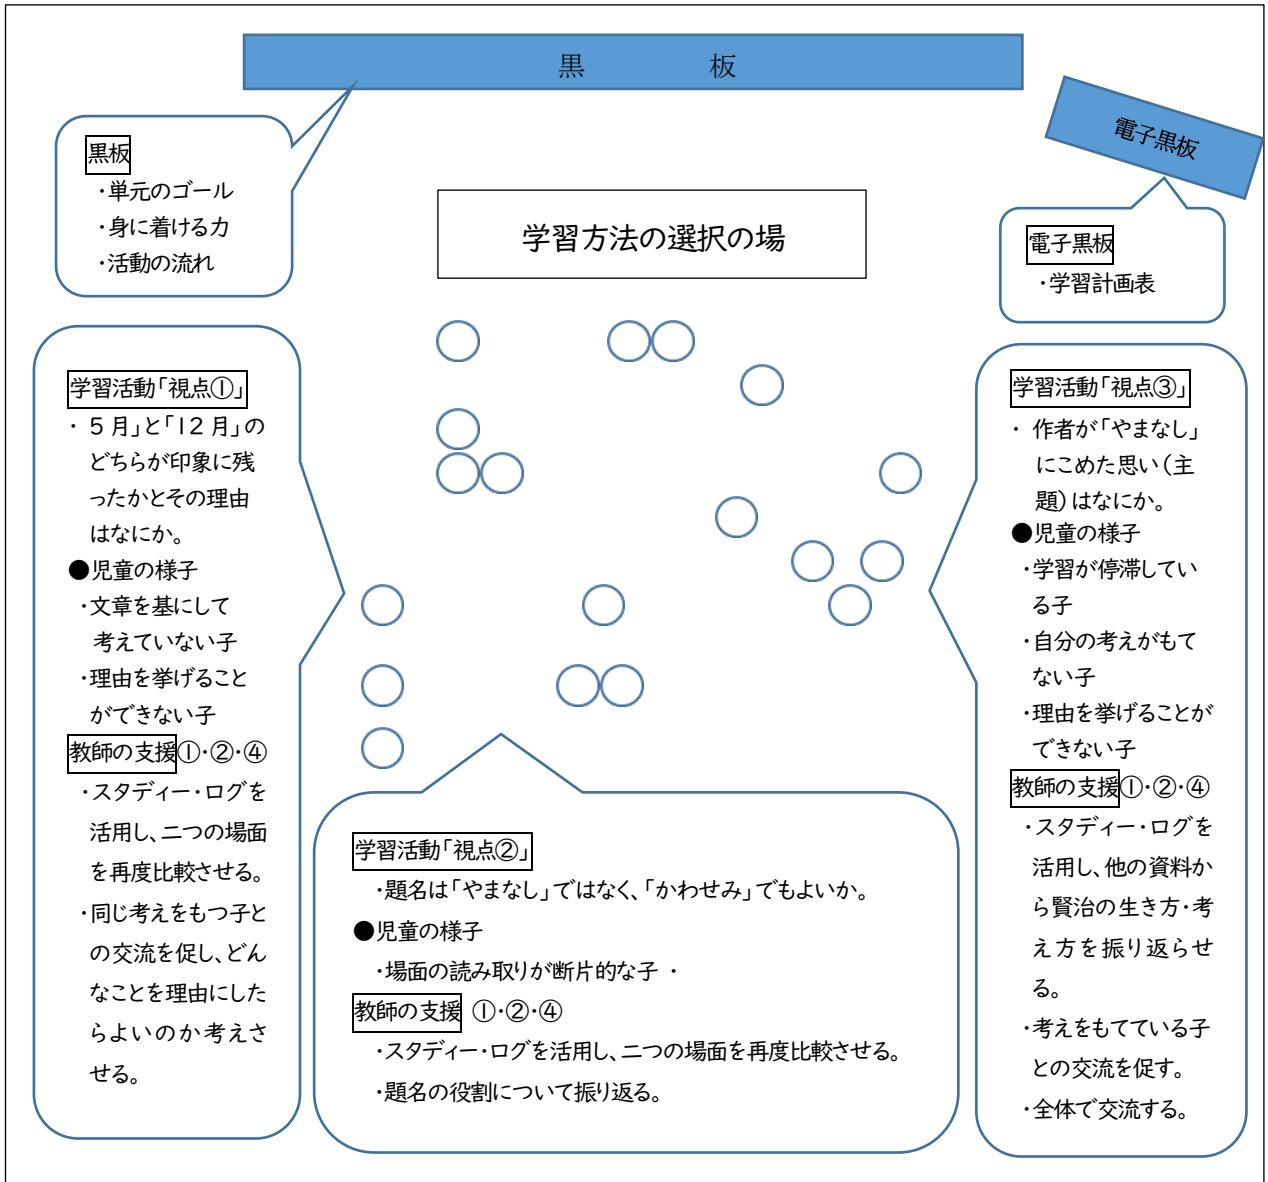 黒　　　板
電子黒板
黒板
・単元のゴール
・身に着ける力
・活動の流れ
学習方法の選択の場
電子黒板
・学習計画表
学習活動「視点①」
・ 5月」と「12月」の
どちらが印象に残
ったかとその理由
はなにか。
●児童の様子
・文章を基にして
考えていない子
・理由を挙げること
ができない子
教師の支援①・②・④
・スタディー・ログを
活用し、二つの場面
を再度比較させる。
・同じ考えをもつ子と
の交流を促し、どん
なことを理由にした
らよいのか考えさ
せる。
学習活動「視点②」
・題名は「やまなし」ではなく、「かわせみ」でもよいか。
●児童の様子
・場面の読み取りが断片的な子 ・
教師の支援 ①・②・④
・スタディー・ログを活用し、二つの場面を再度比較させる。
・題名の役割について振り返る。
学習活動「視点③」
・ 作者が「やまなし」
にこめた思い(主
題)はなにか。
●児童の様子
・学習が停滞してい
る子
・自分の考えがもて
ない子
・理由を挙げることが
できない子
教師の支援①・②・④
・スタディー・ログを
活用し、他の資料か
ら賢治の生き方・考
え方を振り返らせ
る。
・考えをもてている子
との交流を促す。
・全体で交流する。